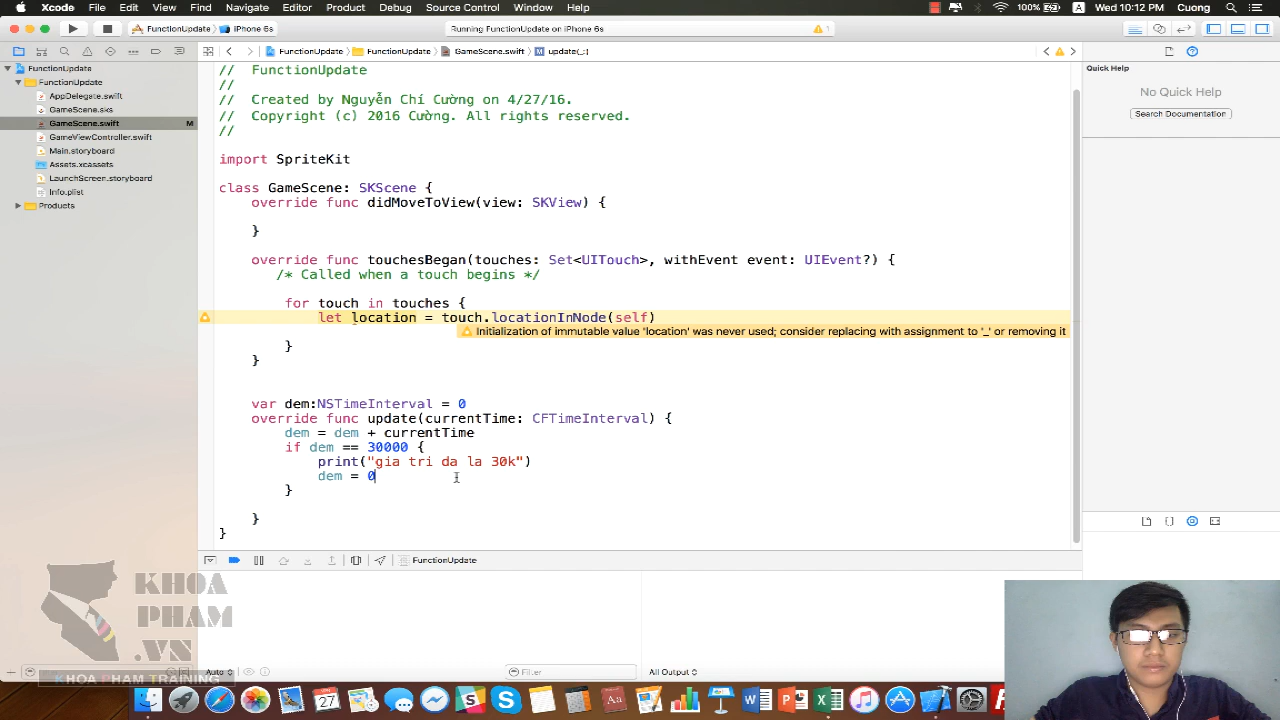 Xcode File Edit View Find Navigate Editor Product Debug Source Control Window Help 100% A Wed 10:12 PM Cuong
FunctionUpdate iPhone 6s Running FunctionUpdate on iPhone 6s 1
FunctionUpdate FunctionUpdate GameScene.swift M update(_:)
FunctionUpdate
FunctionUpdate
AppDelegate.swift
GameScene.sks
GameScene.swift M
GameViewController.swift
Main.storyboard
Assets.xcassets
LaunchScreen.storyboard
Info.plist
Products
//  FunctionUpdate
//
//  Created by Nguyễn Chí Cường on 4/27/16.
//  Copyright (c) 2016 Cường. All rights reserved.
//
import SpriteKit
class GameScene: SKScene {
override func didMoveToView(view: SKView) {
}
override func touchesBegan(touches: Set<UITouch>, withEvent event: UIEvent?) {
/* Called when a touch begins */
for touch in touches {
let location = touch.locationInNode(self)
Initialization of immutable value 'location' was never used; consider replacing with assignment to '_' or removing it
}
}
var dem:NSTimeInterval = 0
override func update(currentTime: CFTimeInterval) {
dem = dem + currentTime
if dem == 30000 {
print("gia tri da la 30k")
dem = 0
}
}
}
Quick Help
No Quick Help
Search Documentation
FunctionUpdate
Auto Filter All Output
KHOA
PHAM
.VN
KHOA PHAM TRAINING
27